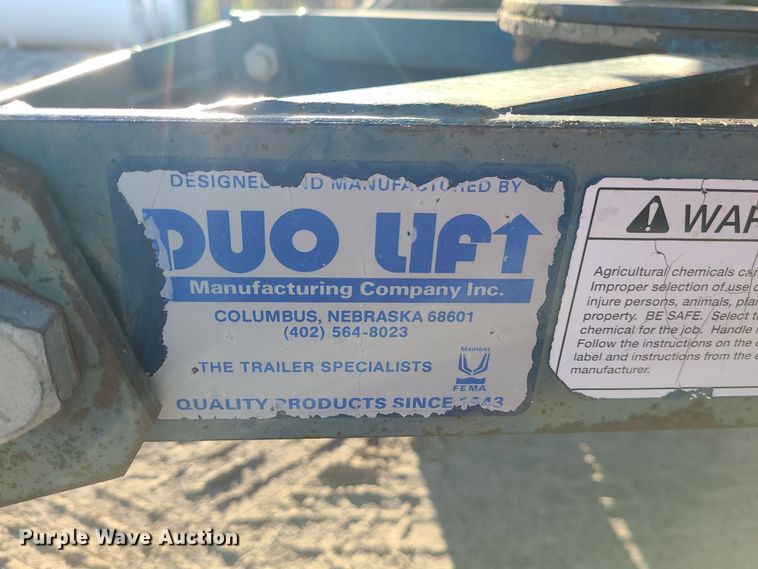 DESIGNED AND MANUFACTURED BY
DUO LIFT
Manufacturing Company Inc.
COLUMBUS, NEBRASKA 68601
(402) 564-8023
THE TRAILER SPECIALISTS
Member
FEMA
QUALITY PRODUCTS SINCE 1943
WAR
Agricultural chemicals can
Improper selection of use o
injure persons, animals, plan
property. BE SAFE. Select t
chemical for the job. Handle
Follow the instructions on the
label and instructions from the e
manufacturer.
Purple Wave Auction